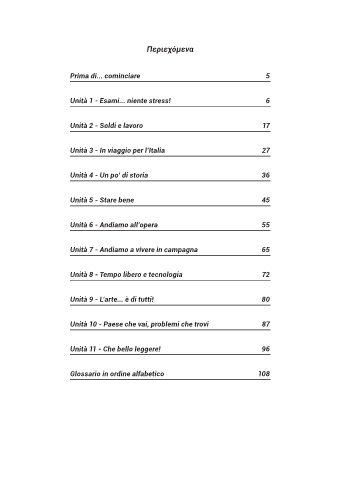 Περιεχόμενα
Prima di... cominciare 5
Unità 1 - Esami... niente stress! 6
Unità 2 - Soldi e lavoro 17
Unità 3 - In viaggio per l'Italia 27
Unità 4 - Un po' di storia 36
Unità 5 - Stare bene 45
Unità 6 - Andiamo all'opera 55
Unità 7 - Andiamo a vivere in campagna 65
Unità 8 - Tempo libero e tecnologia 72
Unità 9 - L'arte... è di tutti! 80
Unità 10 - Paese che vai, problemi che trovi 87
Unità 11 - Che bello leggere! 96
Glossario in ordine alfabetico 108